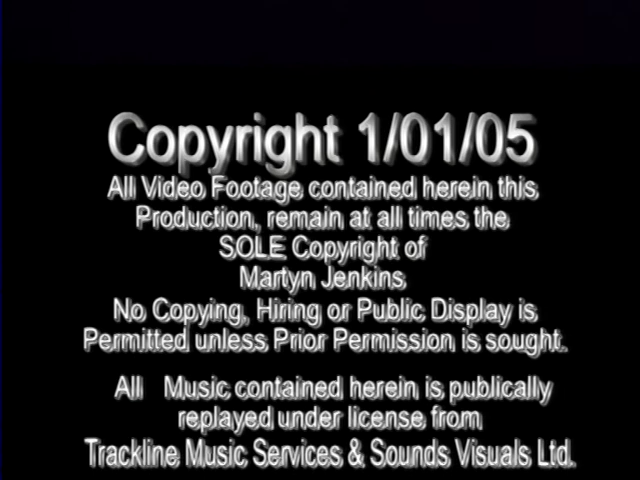 Copyright 1/01/05
All Video Footage contained herein this
Production, remain at all times the
SOLE Copyright of
Martyn Jenkins
No Copying, Hiring or Public Display is
Permitted unless Prior Permission is sought.
All Music contained herein is publically
replayed under license from
Trackline Music Services & Sounds Visuals Ltd.